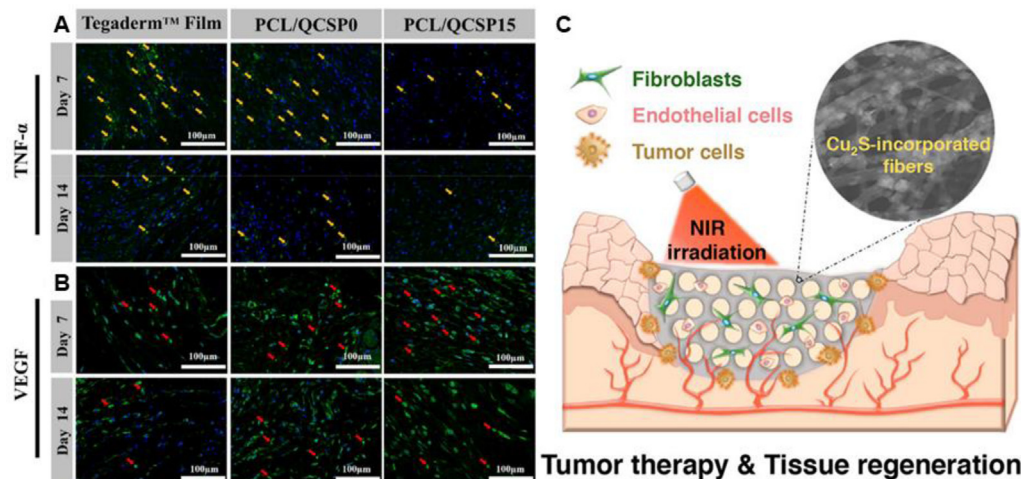 A
Tegaderm™ Film
PCL/QCSP0
PCL/QCSP15
TNF-α
Day 7
100μm
100μm
100μm
Day 14
100μm
100μm
100μm
B
VEGF
Day 7
100μm
100μm
100μm
Day 14
100μm
100μm
100μm
C
Fibroblasts
Endothelial cells
Tumor cells
Cu₂S-incorporated
fibers
NIR
irradiation
Tumor therapy & Tissue regeneration